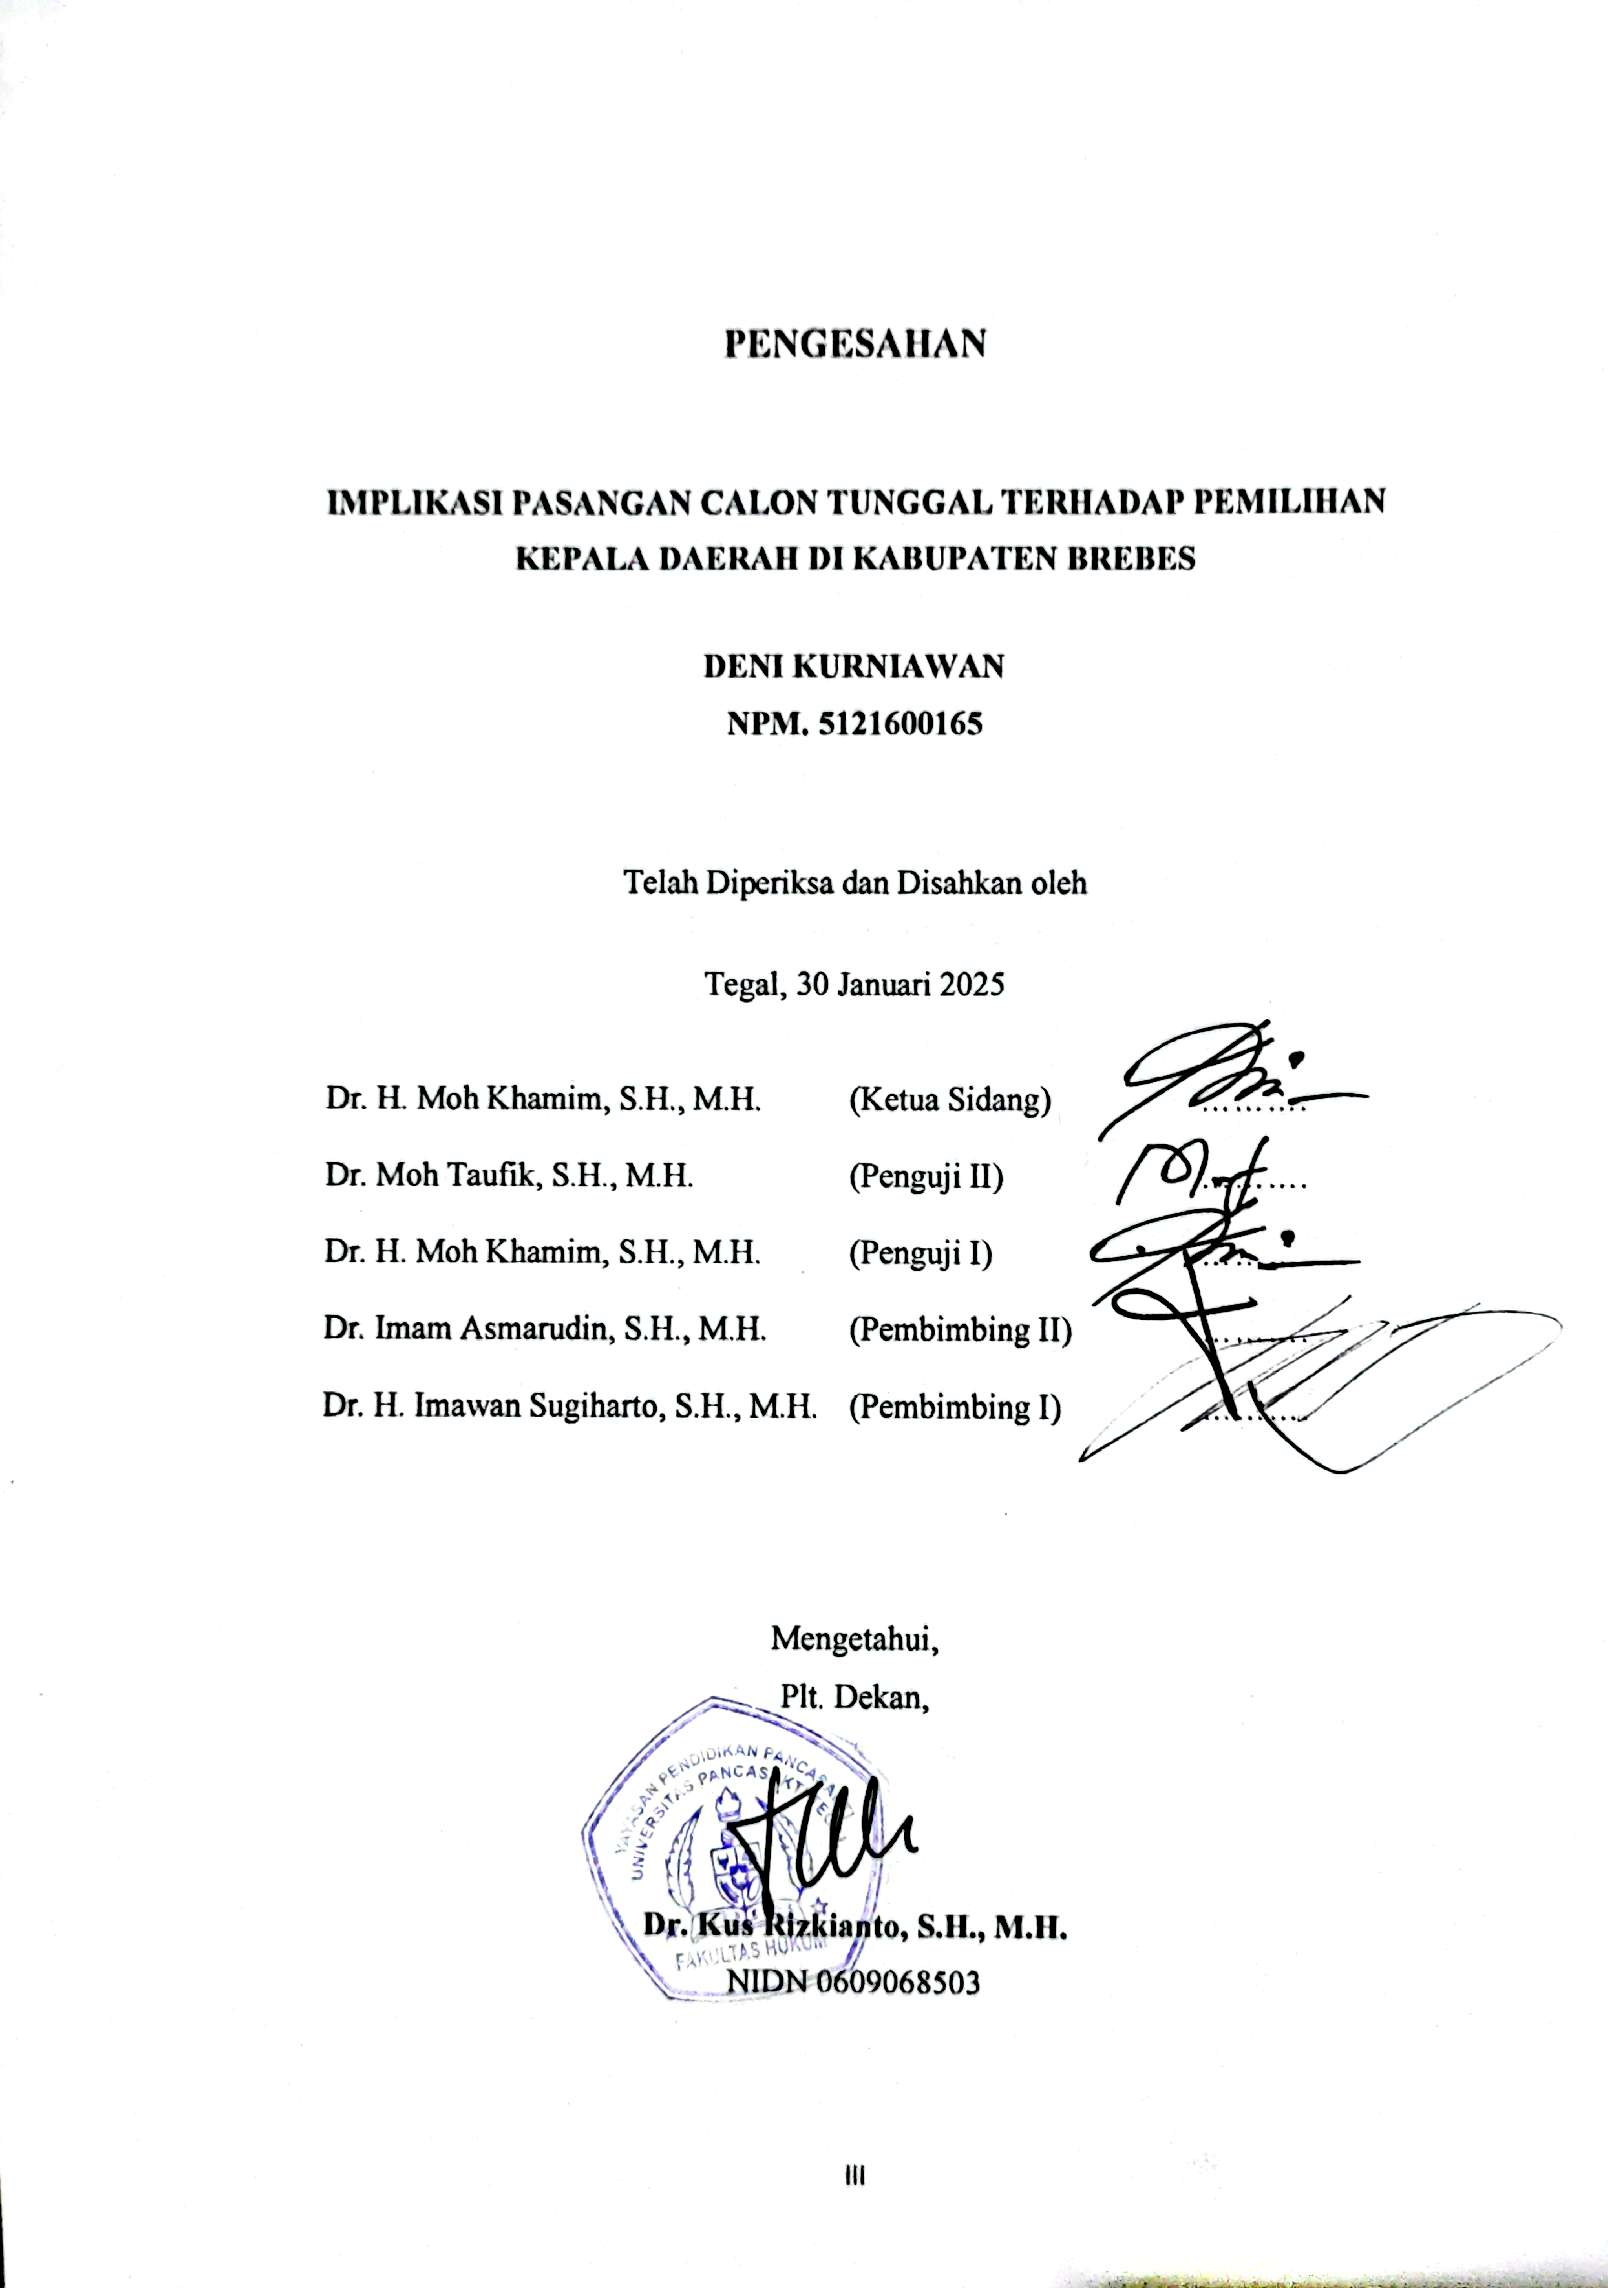 PENGESAHAN
IMPLIKASI PASANGAN CALON TUNGGAL TERHADAP PEMILIHAN
KEPALA DAERAH DI KABUPATEN BREBES
DENI KURNIAWAN
NPM. 5121600165
Telah Diperiksa dan Disahkan oleh
Tegal, 30 Januari 2025
Dr. H. Moh Khamim, S.H., M.H. (Ketua Sidang) ..........
Dr. Moh Taufik, S.H., M.H. (Penguji II) ..........
Dr. H. Moh Khamim, S.H., M.H. (Penguji I) ..........
Dr. Imam Asmarudin, S.H., M.H. (Pembimbing II) ..........
Dr. H. Imawan Sugiharto, S.H., M.H. (Pembimbing I) ..........
Mengetahui,
Plt. Dekan,
YAYASAN PENDIDIKAN
UNIVERSITAS
Dr. Kus Rizkianto, S.H., M.H.
FAKULTAS HUKUM
NIDN 0609068503
III